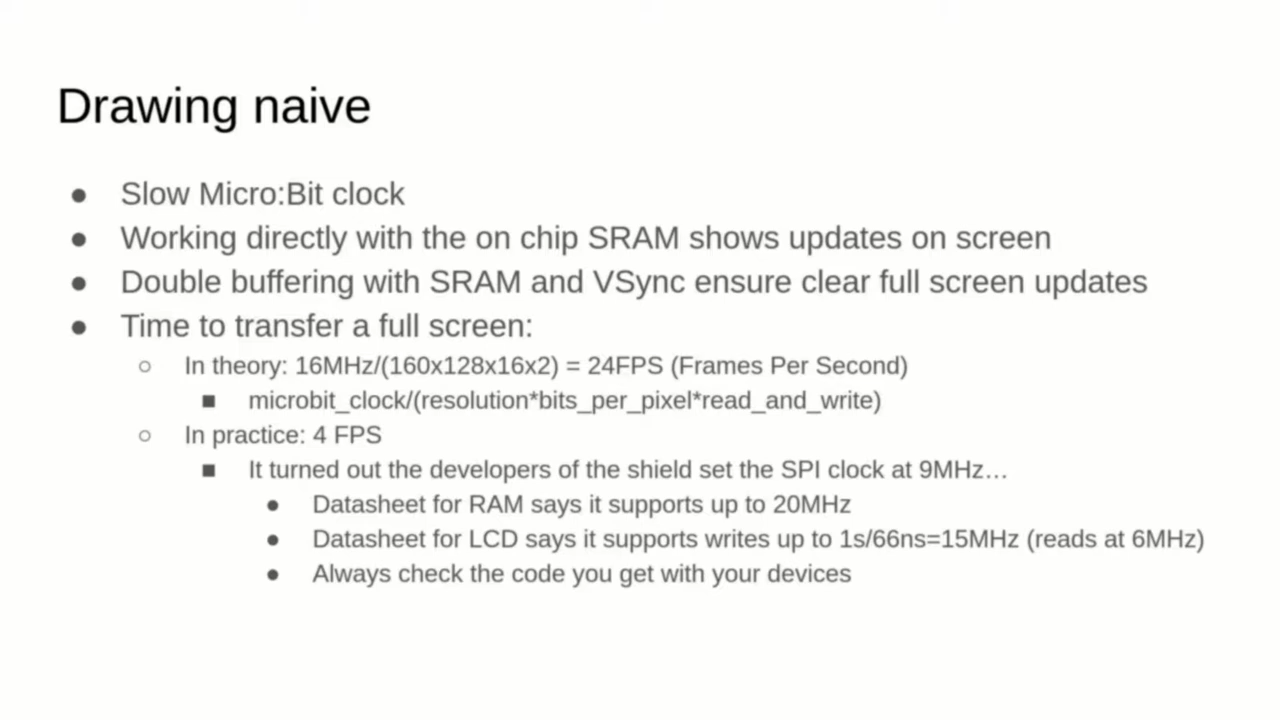 Drawing naive
● Slow Micro:Bit clock
● Working directly with the on chip SRAM shows updates on screen
● Double buffering with SRAM and VSync ensure clear full screen updates
● Time to transfer a full screen:
○ In theory: 16MHz/(160x128x16x2) = 24FPS (Frames Per Second)
■ microbit_clock/(resolution*bits_per_pixel*read_and_write)
○ In practice: 4 FPS
■ It turned out the developers of the shield set the SPI clock at 9MHz…
● Datasheet for RAM says it supports up to 20MHz
● Datasheet for LCD says it supports writes up to 1s/66ns=15MHz (reads at 6MHz)
● Always check the code you get with your devices